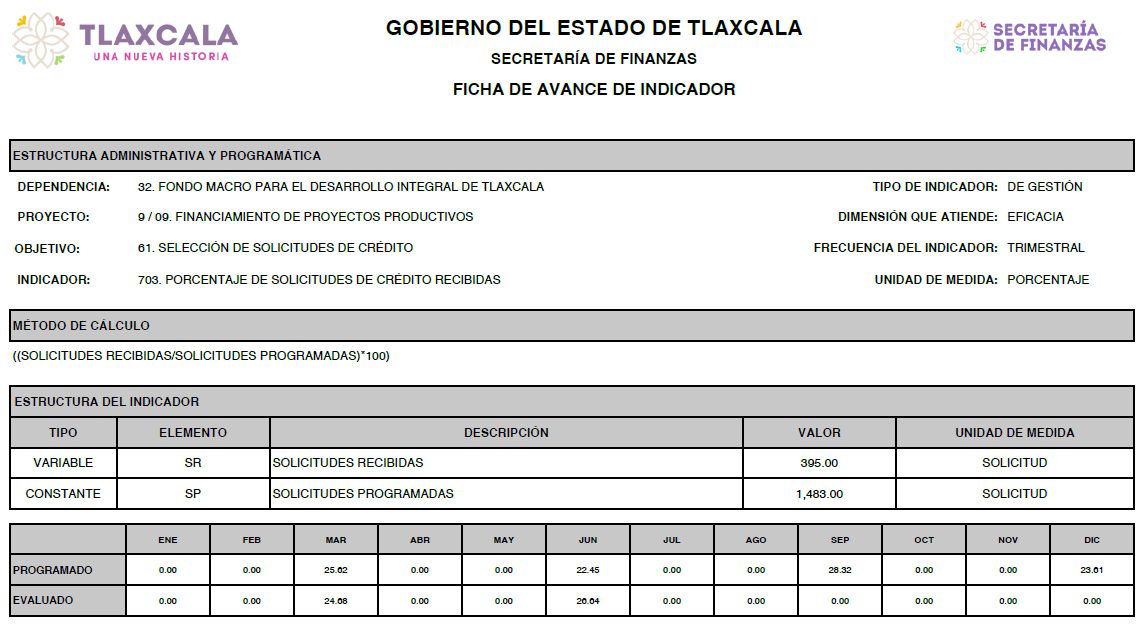 TLAXCALA
UNA NUEVA HISTORIA
GOBIERNO DEL ESTADO DE TLAXCALA
SECRETARÍA DE FINANZAS
FICHA DE AVANCE DE INDICADOR
SECRETARÍA
DE FINANZAS
ESTRUCTURA ADMINISTRATIVA Y PROGRAMÁTICA
DEPENDENCIA: 32. FONDO MACRO PARA EL DESARROLLO INTEGRAL DE TLAXCALA TIPO DE INDICADOR: DE GESTIÓN
PROYECTO: 9 / 09. FINANCIAMIENTO DE PROYECTOS PRODUCTIVOS DIMENSIÓN QUE ATIENDE: EFICACIA
OBJETIVO: 61. SELECCIÓN DE SOLICITUDES DE CRÉDITO FRECUENCIA DEL INDICADOR: TRIMESTRAL
INDICADOR: 703. PORCENTAJE DE SOLICITUDES DE CRÉDITO RECIBIDAS UNIDAD DE MEDIDA: PORCENTAJE
MÉTODO DE CÁLCULO
((SOLICITUDES RECIBIDAS/SOLICITUDES PROGRAMADAS)*100)
ESTRUCTURA DEL INDICADOR
TIPO ELEMENTO DESCRIPCIÓN VALOR UNIDAD DE MEDIDA
VARIABLE SR SOLICITUDES RECIBIDAS 395.00 SOLICITUD
CONSTANTE SP SOLICITUDES PROGRAMADAS 1,483.00 SOLICITUD
ENE FEB MAR ABR MAY JUN JUL AGO SEP OCT NOV DIC
PROGRAMADO 0.00 0.00 25.62 0.00 0.00 22.45 0.00 0.00 28.32 0.00 0.00 23.61
EVALUADO 0.00 0.00 24.68 0.00 0.00 26.64 0.00 0.00 0.00 0.00 0.00 0.00